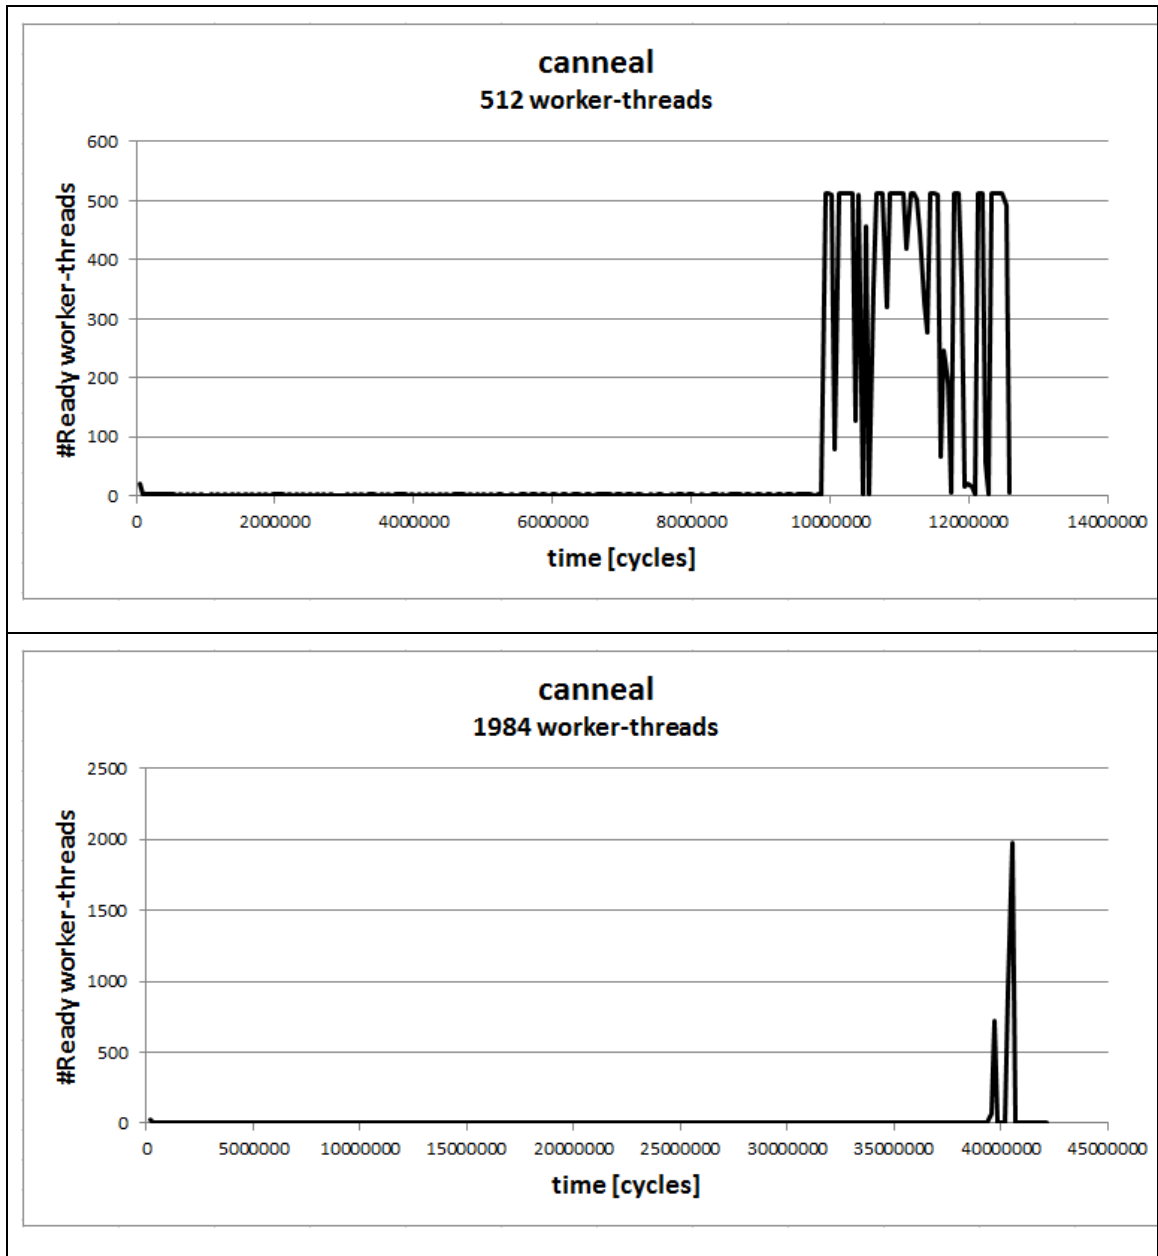 canneal
512 worker-threads
600
500
400
300
200
100
0
#Ready worker-threads
0 2000000 4000000 6000000 8000000 10000000 12000000 14000000
time [cycles]
canneal
1984 worker-threads
2500
2000
1500
1000
500
0
#Ready worker-threads
0 5000000 10000000 15000000 20000000 25000000 30000000 35000000 40000000 45000000
time [cycles]